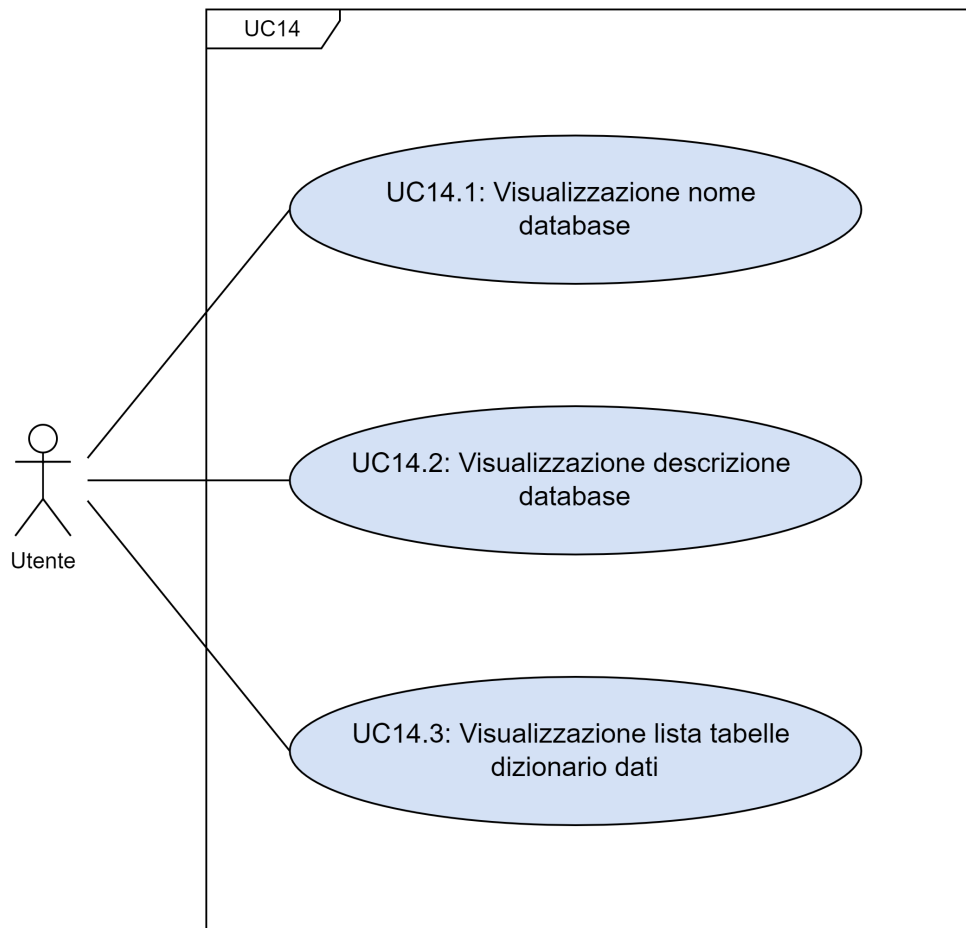 UC14
UC14.1: Visualizzazione nome
database
UC14.2: Visualizzazione descrizione
database
Utente
UC14.3: Visualizzazione lista tabelle
dizionario dati